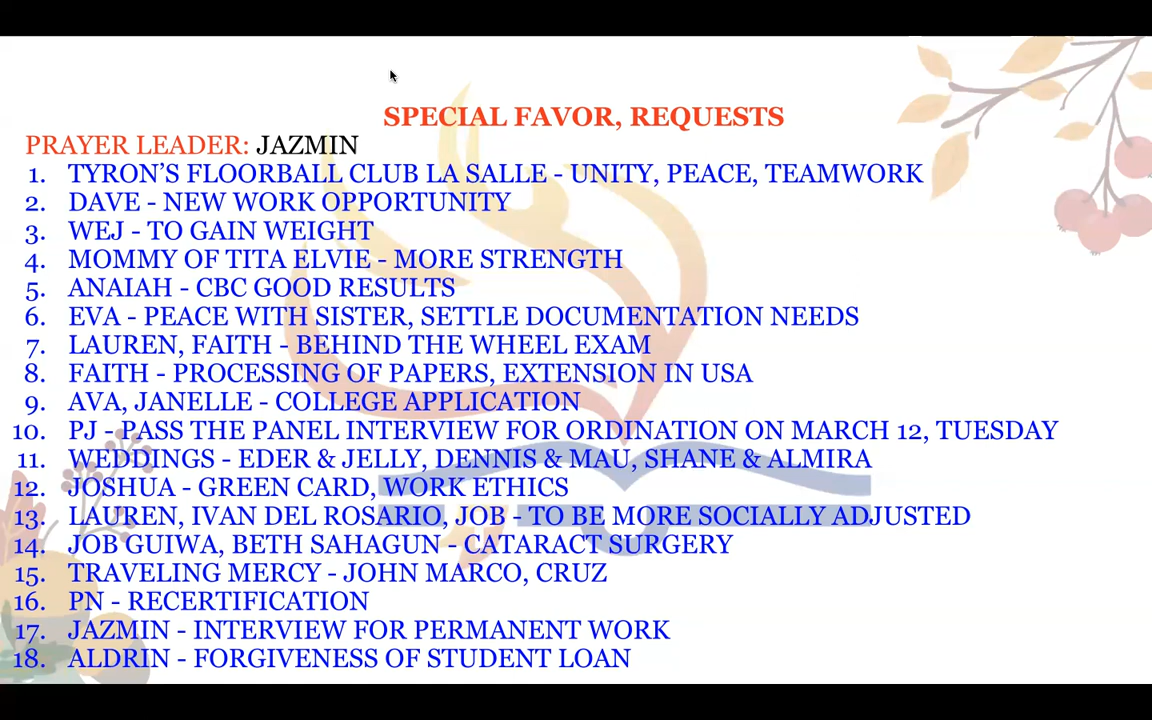 SPECIAL FAVOR, REQUESTS
PRAYER LEADER: JAZMIN
1. TYRON'S FLOORBALL CLUB LA SALLE - UNITY, PEACE, TEAMWORK
2. DAVE - NEW WORK OPPORTUNITY
3. WEJ - TO GAIN WEIGHT
4. MOMMY OF TITA ELVIE - MORE STRENGTH
5. ANAIAH - CBC GOOD RESULTS
6. EVA - PEACE WITH SISTER, SETTLE DOCUMENTATION NEEDS
7. LAUREN, FAITH - BEHIND THE WHEEL EXAM
8. FAITH - PROCESSING OF PAPERS, EXTENSION IN USA
9. AVA, JANELLE - COLLEGE APPLICATION
10. PJ - PASS THE PANEL INTERVIEW FOR ORDINATION ON MARCH 12, TUESDAY
11. WEDDINGS - EDER & JELLY, DENNIS & MAU, SHANE & ALMIRA
12. JOSHUA - GREEN CARD, WORK ETHICS
13. LAUREN, IVAN DEL ROSARIO, JOB - TO BE MORE SOCIALLY ADJUSTED
14. JOB GUIWA, BETH SAHAGUN - CATARACT SURGERY
15. TRAVELING MERCY - JOHN MARCO, CRUZ
16. PN - RECERTIFICATION
17. JAZMIN - INTERVIEW FOR PERMANENT WORK
18. ALDRIN - FORGIVENESS OF STUDENT LOAN